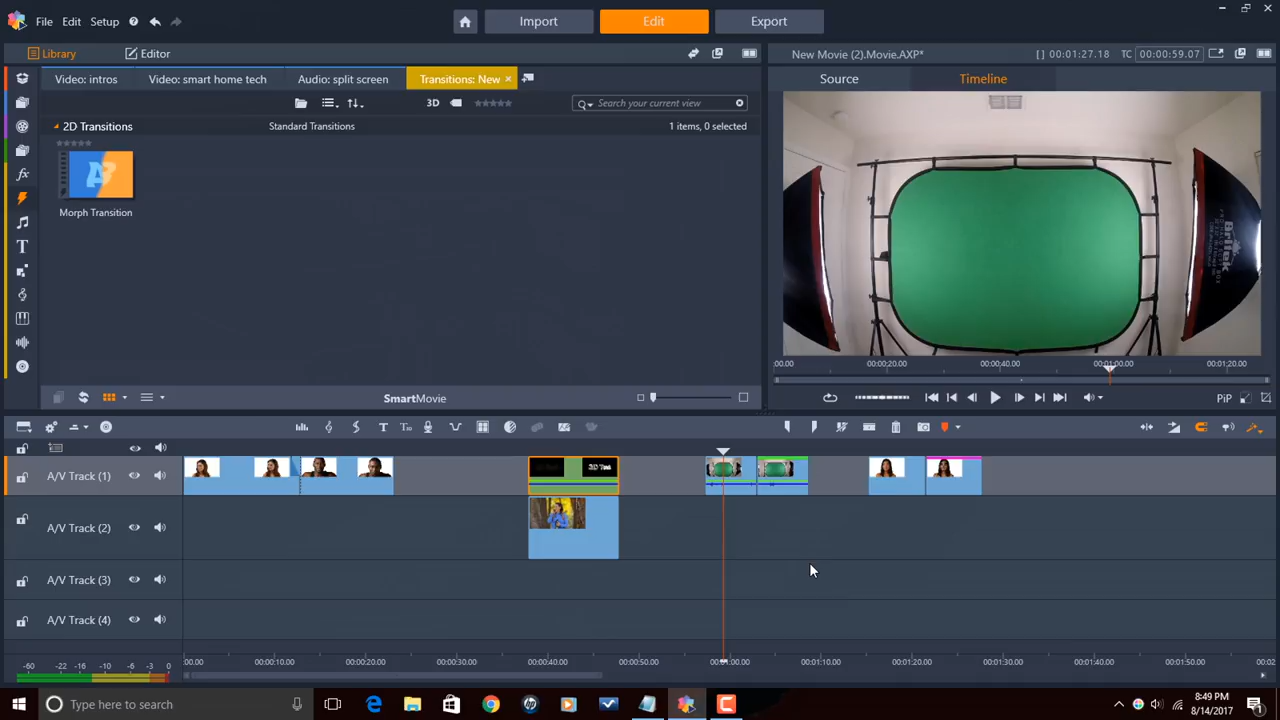 File Edit Setup Import Edit Export
Library Editor New Movie (2).Movie.AXP* [] 00:01:27.18 TC 00:00:59.07
Video: intros Video: smart home tech Audio: split screen Transitions: New Source Timeline
3D Search your current view
2D Transitions Standard Transitions 1 items, 0 selected
Morph Transition
:00.00 00:00:20.00 00:00:40.00 00:01:00.00 00:01:20.00
SmartMovie PiP
A/V Track (1)
A/V Track (2)
A/V Track (3)
A/V Track (4)
-60 -22 -16 -10 -6 -3 0 :00.00 00:00:10.00 00:00:20.00 00:00:30.00 00:00:40.00 00:00:50.00 00:01:00.00 00:01:10.00 00:01:20.00 00:01:30.00 00:01:40.00 00:01:50.00 00:02
Type here to search 8:49 PM
8/14/2017